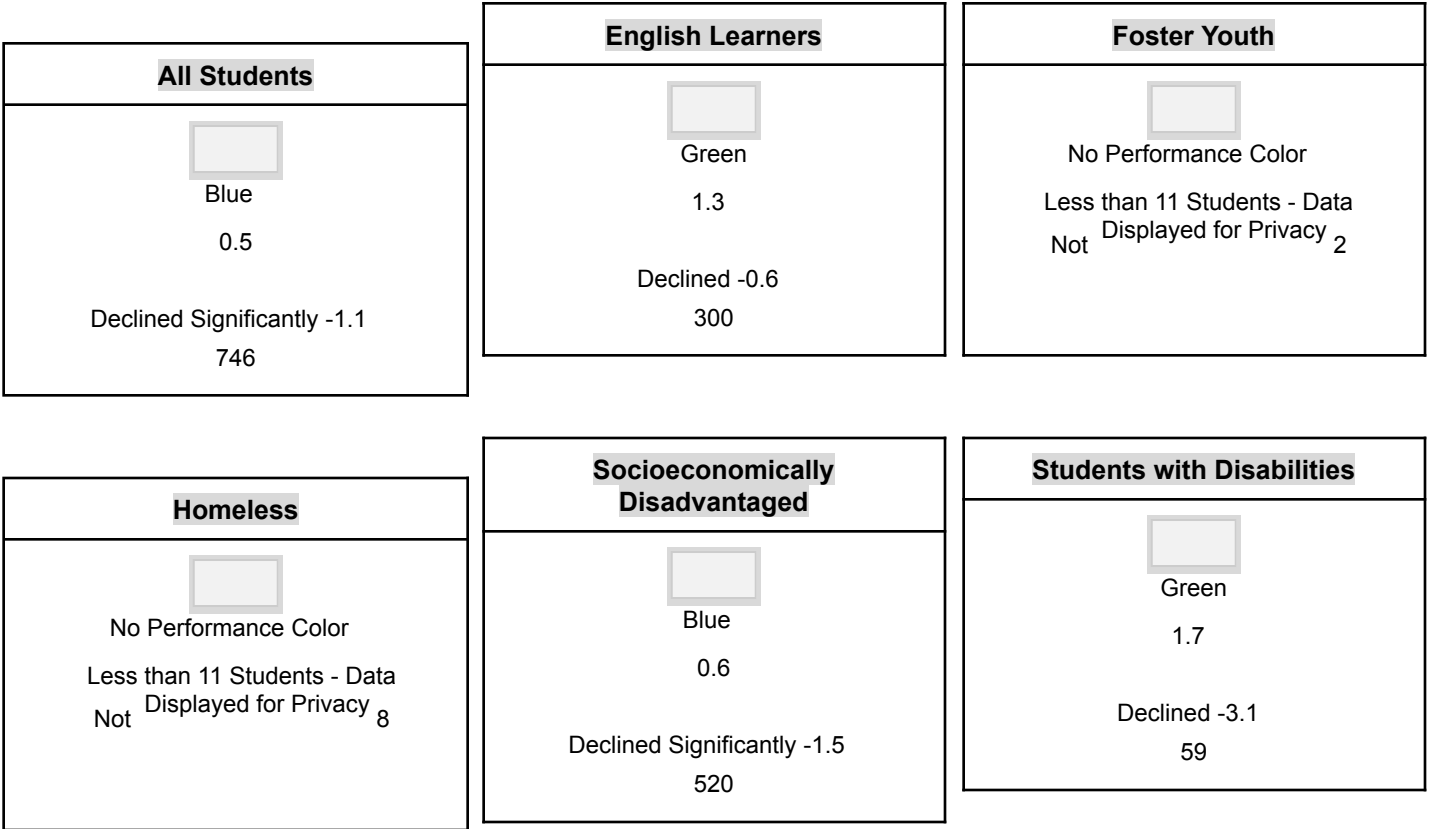 All Students
Blue
0.5
Declined Significantly -1.1
746
English Learners
Green
1.3
Declined -0.6
300
Foster Youth
No Performance Color
Less than 11 Students - Data
Not Displayed for Privacy 2
Homeless
No Performance Color
Less than 11 Students - Data
Not Displayed for Privacy 8
Socioeconomically
Disadvantaged
Blue
0.6
Declined Significantly -1.5
520
Students with Disabilities
Green
1.7
Declined -3.1
59